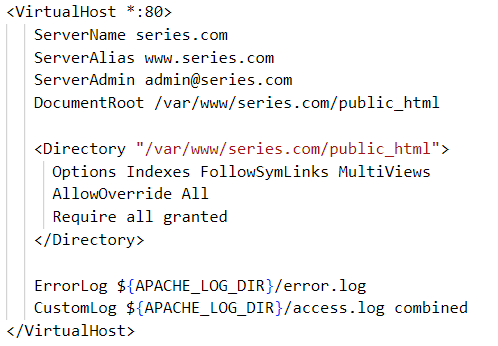 <VirtualHost *:80>
ServerName series.com
ServerAlias www.series.com
ServerAdmin admin@series.com
DocumentRoot /var/www/series.com/public_html
<Directory "/var/www/series.com/public_html">
Options Indexes FollowSymLinks MultiViews
AllowOverride All
Require all granted
</Directory>
ErrorLog ${APACHE_LOG_DIR}/error.log
CustomLog ${APACHE_LOG_DIR}/access.log combined
</VirtualHost>